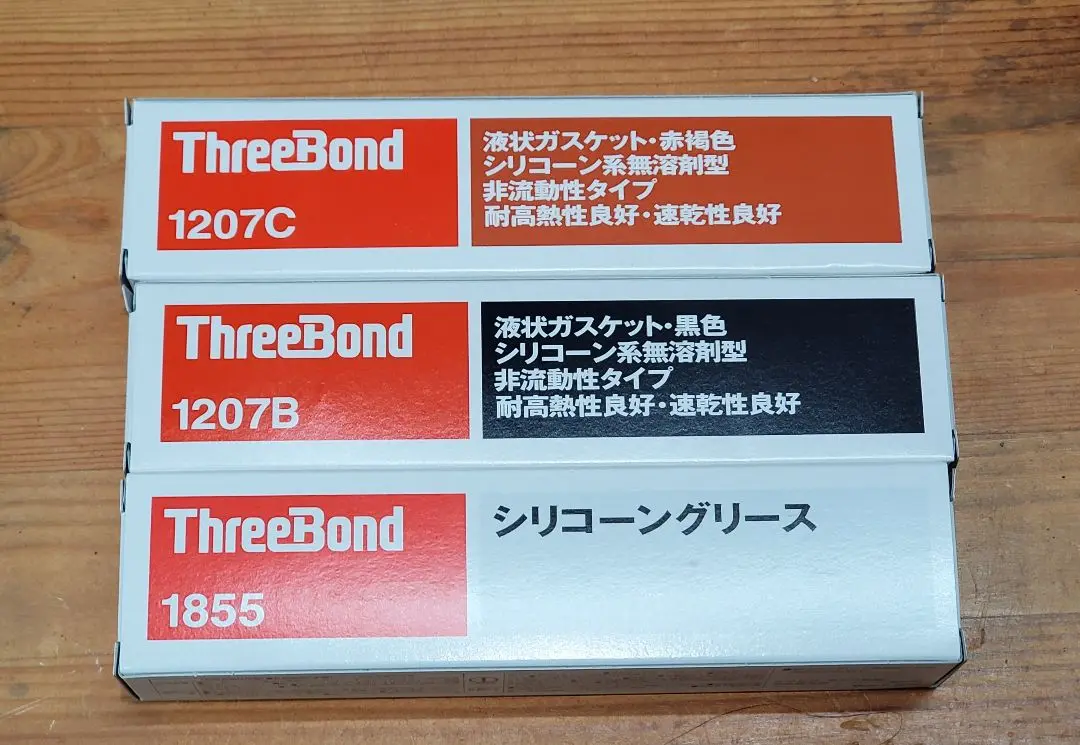 ThreeBond
1207C
液状ガスケット・赤褐色
シリコーン系無溶剤型
非流動性タイプ
耐高熱性良好・速乾性良好
ThreeBond
1207B
液状ガスケット・黒色
シリコーン系無溶剤型
非流動性タイプ
耐高熱性良好・速乾性良好
ThreeBond
1855
シリコーングリース